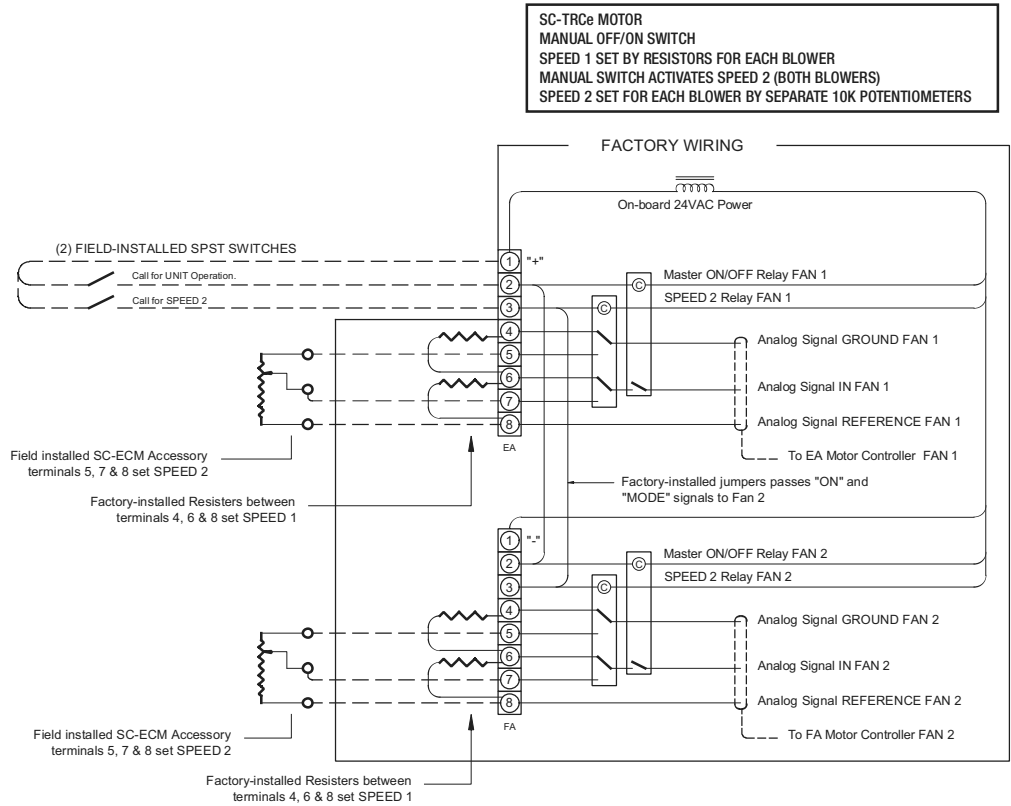 SC-TRCe MOTOR
MANUAL OFF/ON SWITCH
SPEED 1 SET BY RESISTORS FOR EACH BLOWER
MANUAL SWITCH ACTIVATES SPEED 2 (BOTH BLOWERS)
SPEED 2 SET FOR EACH BLOWER BY SEPARATE 10K POTENTIOMETERS
FACTORY WIRING
On-board 24VAC Power
(2) FIELD-INSTALLED SPST SWITCHES
Call for UNIT Operation.
Call for SPEED 2
1 "+"
2
3
4
5
6
7
8
EA
C
C
Master ON/OFF Relay FAN 1
SPEED 2 Relay FAN 1
Analog Signal GROUND FAN 1
Analog Signal IN FAN 1
Analog Signal REFERENCE FAN 1
To EA Motor Controller FAN 1
Field installed SC-ECM Accessory
terminals 5, 7 & 8 set SPEED 2
Factory-installed Resisters between
terminals 4, 6 & 8 set SPEED 1
Factory-installed jumpers passes "ON" and
"MODE" signals to Fan 2
1 "-"
2
3
4
5
6
7
8
FA
C
C
Master ON/OFF Relay FAN 2
SPEED 2 Relay FAN 2
Analog Signal GROUND FAN 2
Analog Signal IN FAN 2
Analog Signal REFERENCE FAN 2
To FA Motor Controller FAN 2
Field installed SC-ECM Accessory
terminals 5, 7 & 8 set SPEED 2
Factory-installed Resisters between
terminals 4, 6 & 8 set SPEED 1